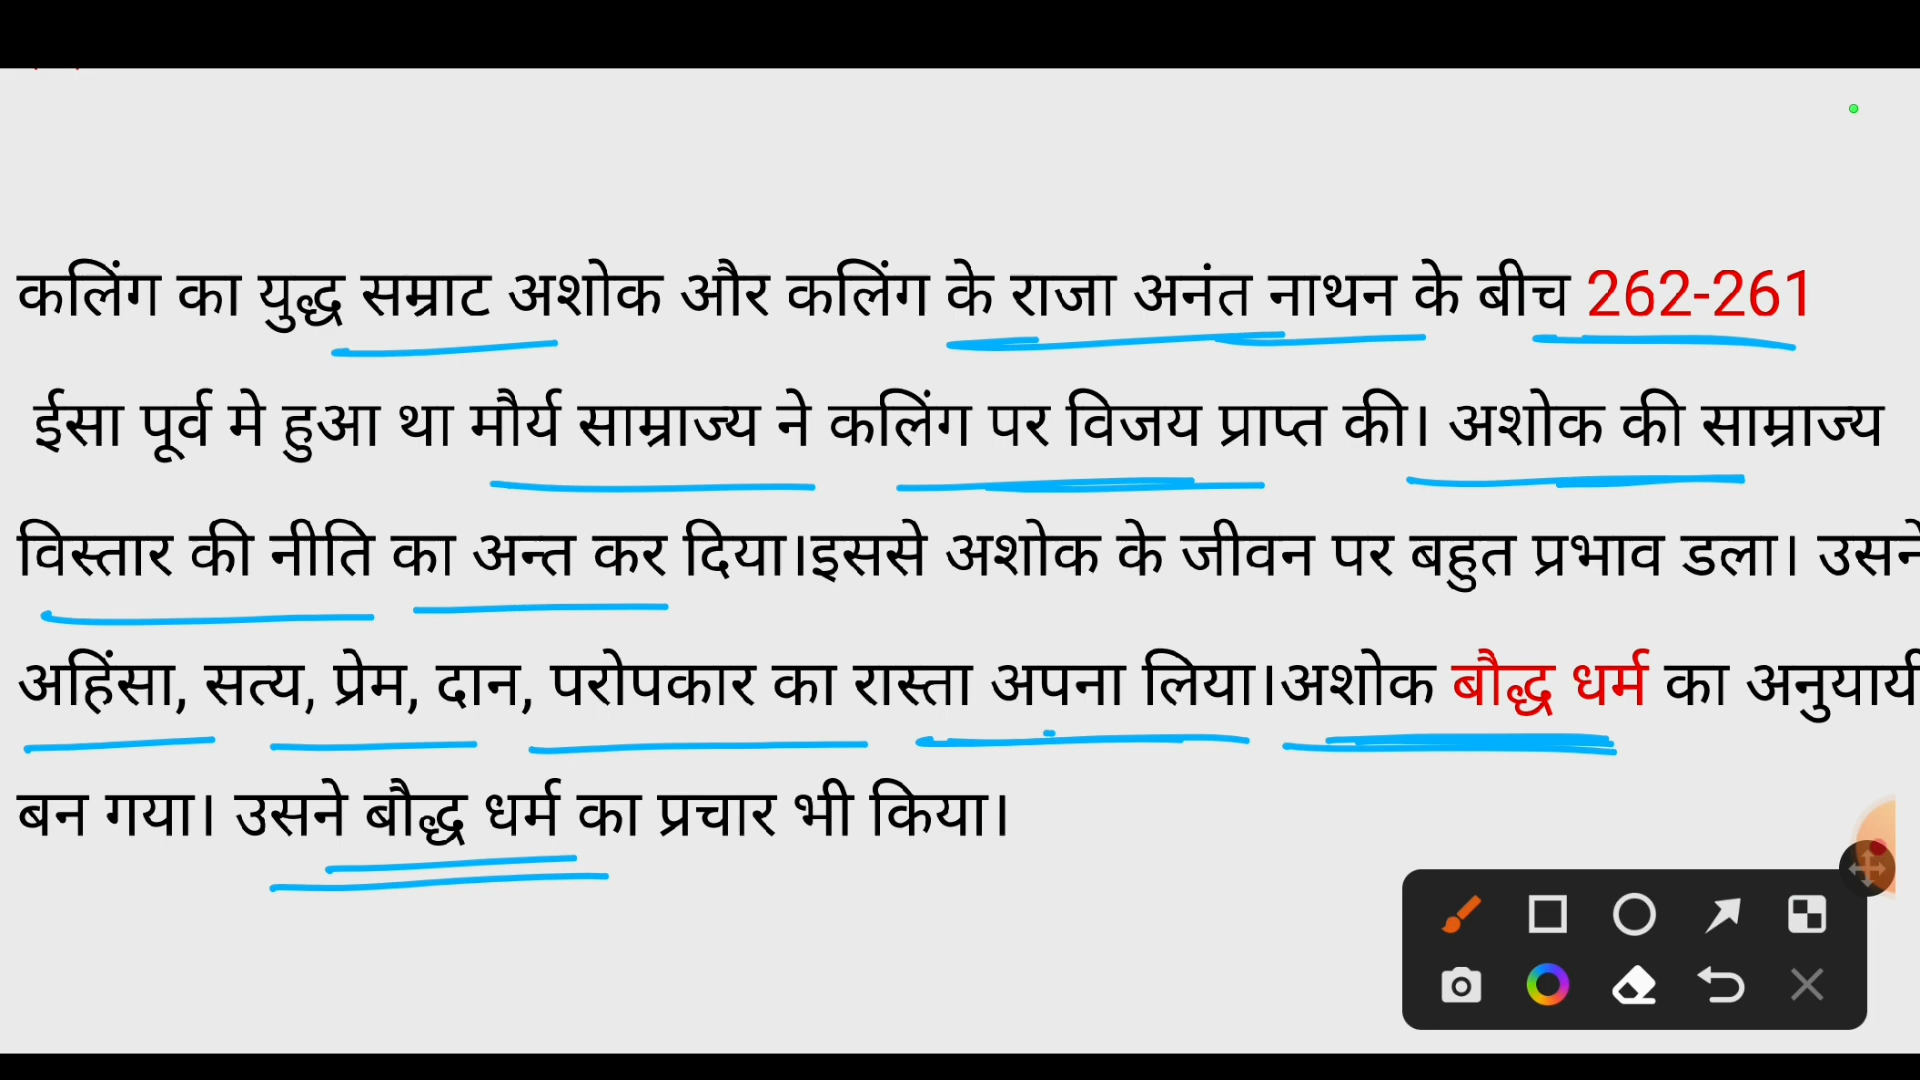 कलिंग का युद्ध सम्राट अशोक और कलिंग के राजा अनंत नाथन के बीच 262-261
ईसा पूर्व मे हुआ था मौर्य साम्राज्य ने कलिंग पर विजय प्राप्त की। अशोक की साम्राज्य
विस्तार की नीति का अन्त कर दिया।इससे अशोक के जीवन पर बहुत प्रभाव डला। उसने
अहिंसा, सत्य, प्रेम, दान, परोपकार का रास्ता अपना लिया।अशोक बौद्ध धर्म का अनुयायी
बन गया। उसने बौद्ध धर्म का प्रचार भी किया।